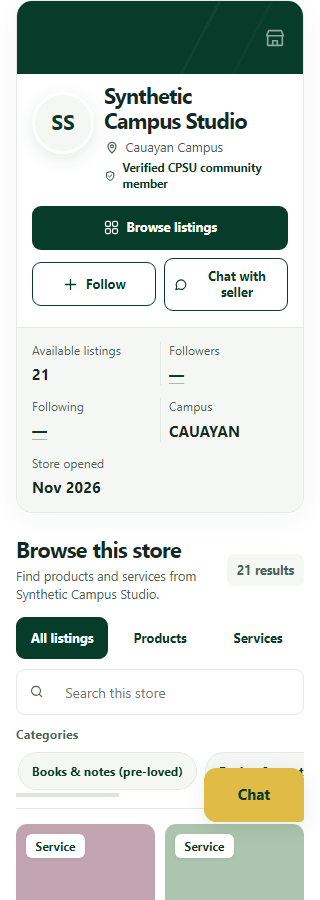 SS
Synthetic
Campus Studio
Cauayan Campus
Verified CPSU community
member
Browse listings
Follow
Chat with
seller
Available listings
21
Followers
—
Following
—
Campus
CAUAYAN
Store opened
Nov 2026
Browse this store
Find products and services from
Synthetic Campus Studio.
21 results
All listings
Products
Services
Search this store
Categories
Books & notes (pre-loved)
Chat
Service
Service